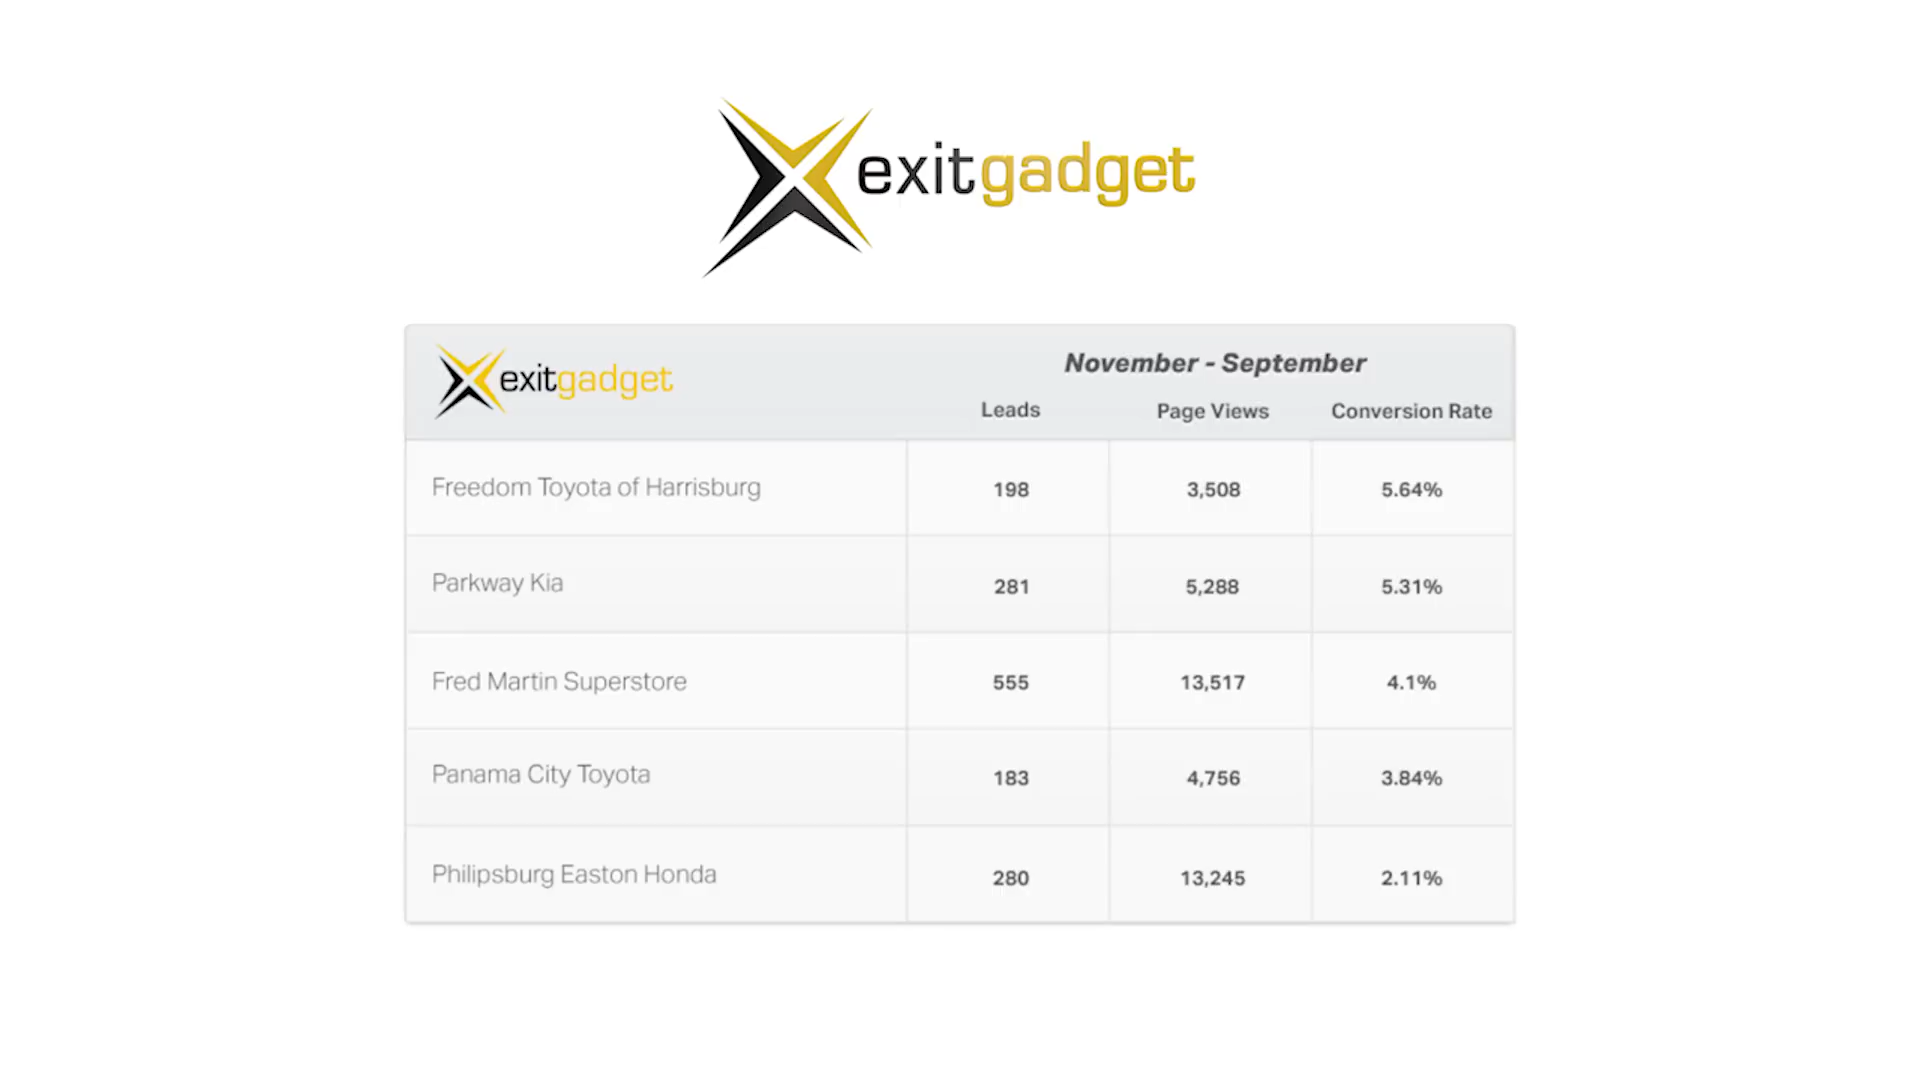 exitgadget
exitgadget
November - September
Leads Page Views Conversion Rate
Freedom Toyota of Harrisburg 198 3,508 5.64%
Parkway Kia 281 5,288 5.31%
Fred Martin Superstore 555 13,517 4.1%
Panama City Toyota 183 4,756 3.84%
Philipsburg Easton Honda 280 13,245 2.11%